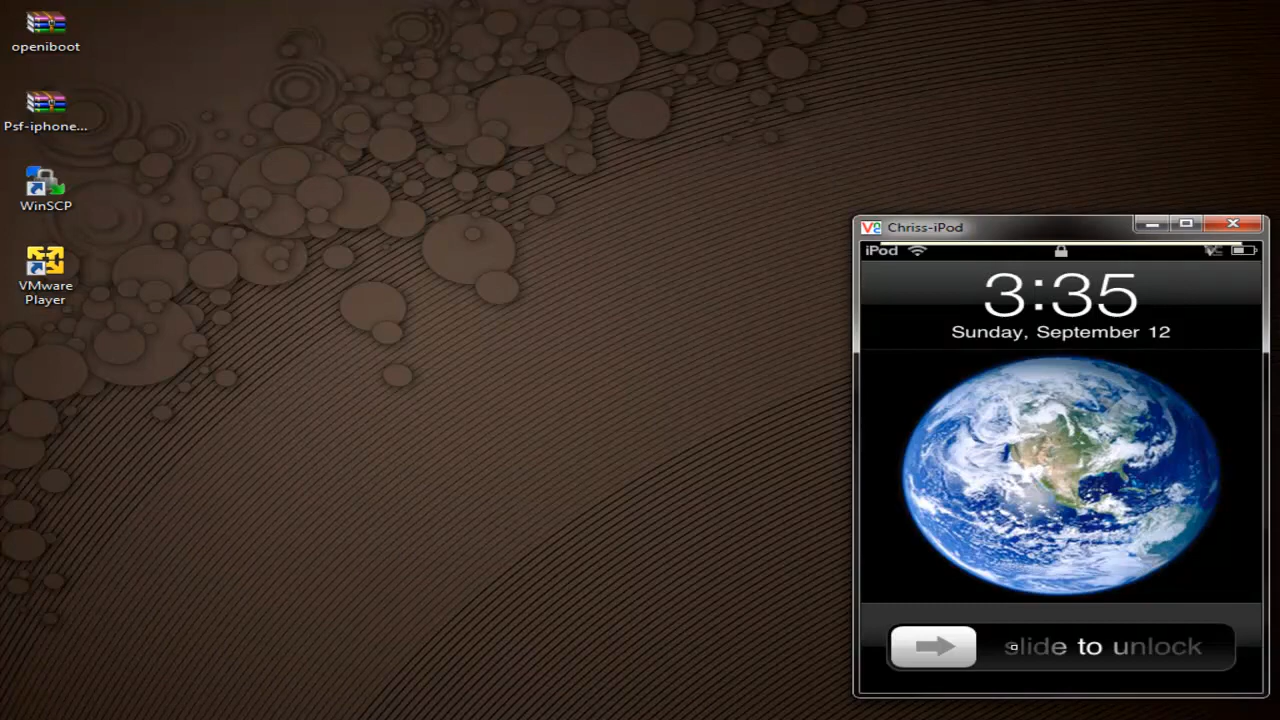 openiboot
Psf-iphone...
WinSCP
VMware
Player
Chriss-iPod
iPod
3:35
Sunday, September 12
slide to unlock